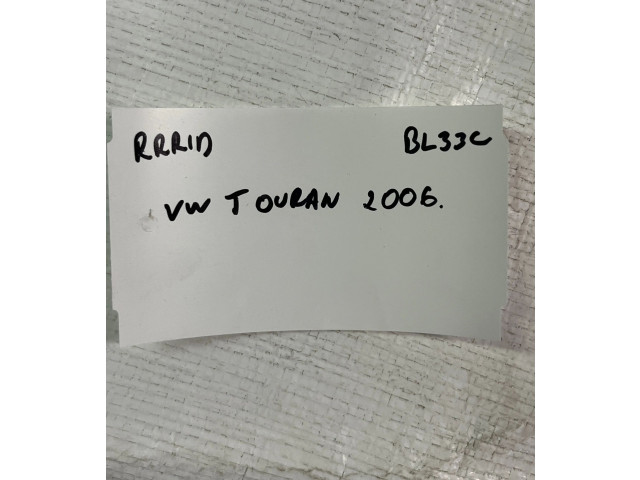 RRRID BL33C
VW TOURAN 2006.